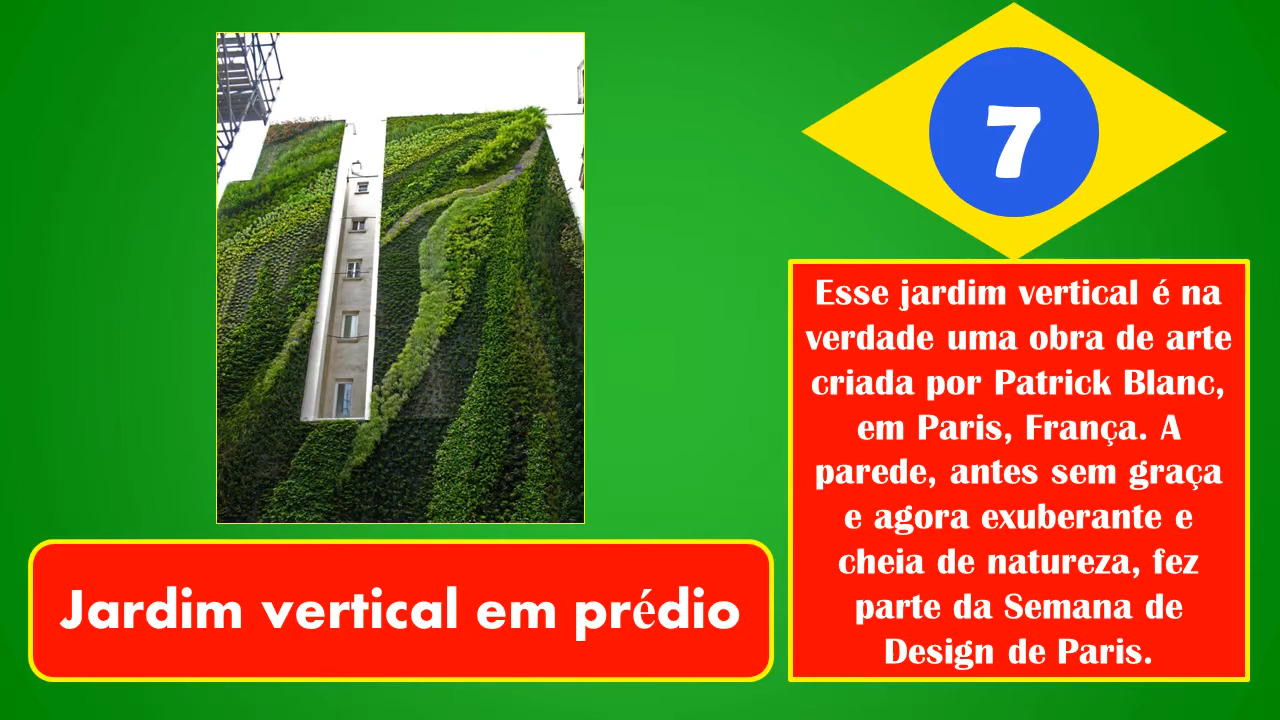 7
Esse jardim vertical é na
verdade uma obra de arte
criada por Patrick Blanc,
em Paris, França. A
parede, antes sem graça
e agora exuberante e
cheia de natureza, fez
parte da Semana de
Design de Paris.
Jardim vertical em prédio